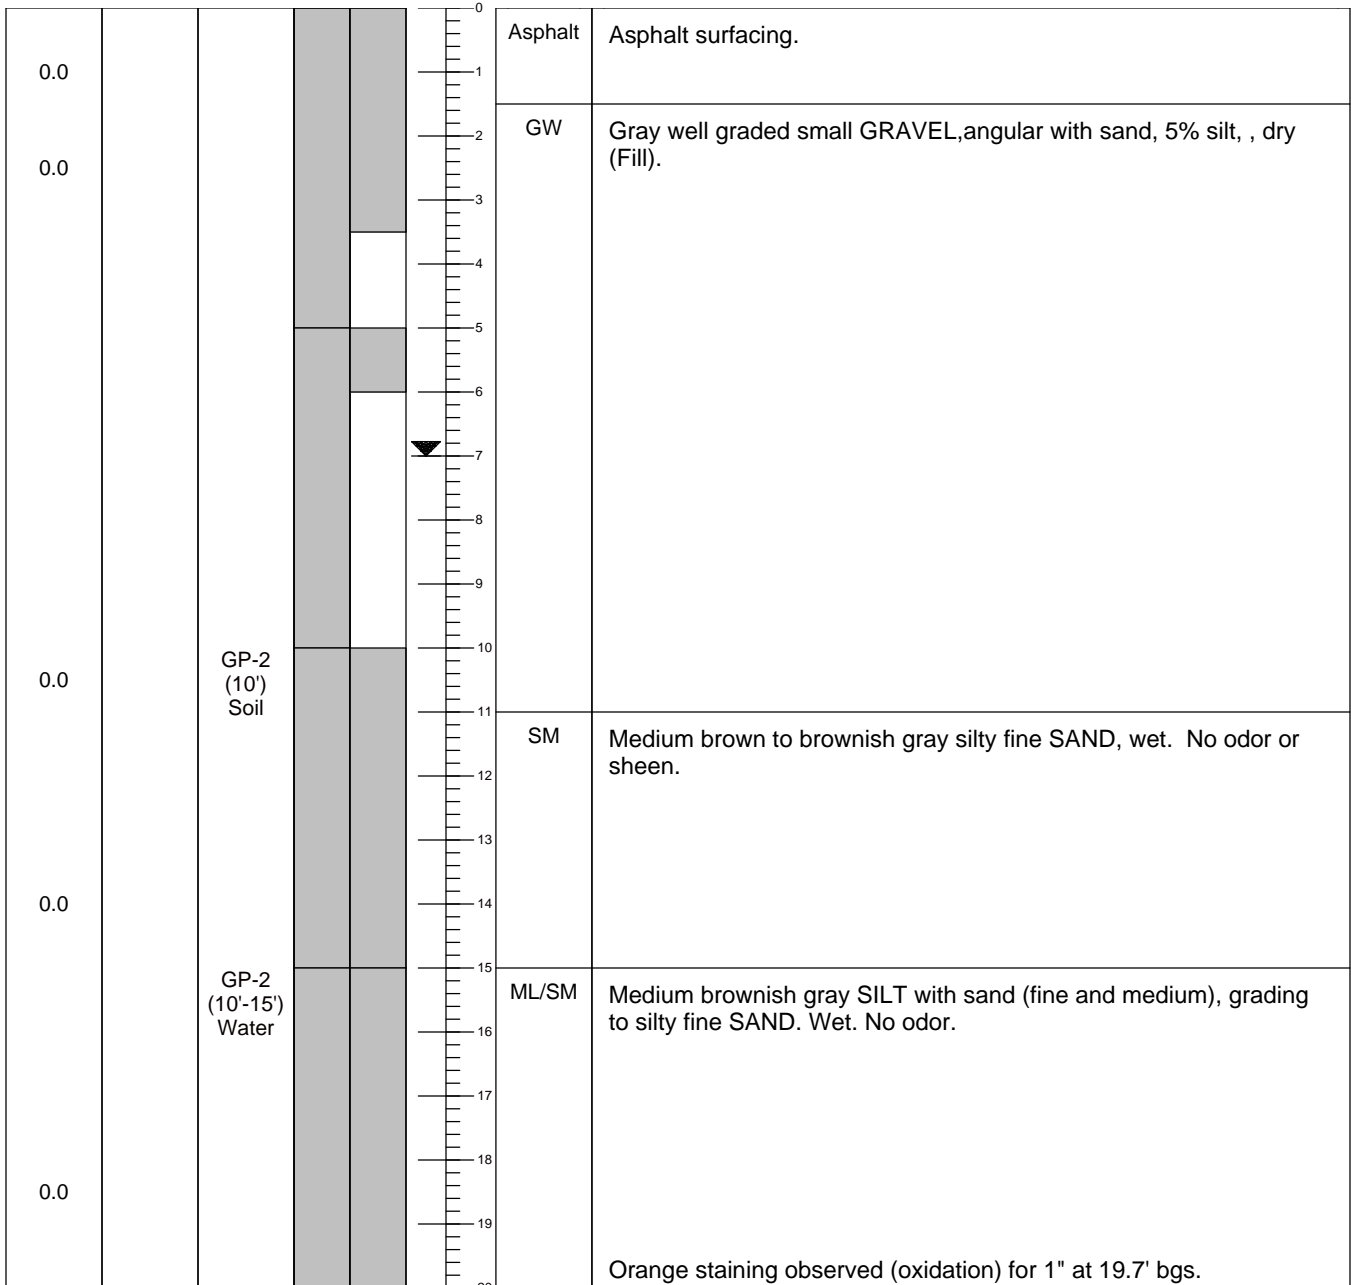 0
Asphalt
Asphalt surfacing.
0.0
1
GW
Gray well graded small GRAVEL,angular with sand, 5% silt, , dry
(Fill).
2
0.0
3
4
5
6
7
8
9
10
GP-2
(10')
Soil
0.0
11
SM
Medium brown to brownish gray silty fine SAND, wet.  No odor or
sheen.
12
13
0.0
14
15
GP-2
(10'-15')
Water
ML/SM
Medium brownish gray SILT with sand (fine and medium), grading
to silty fine SAND. Wet. No odor.
16
17
18
0.0
19
Orange staining observed (oxidation) for 1" at 19.7' bgs.